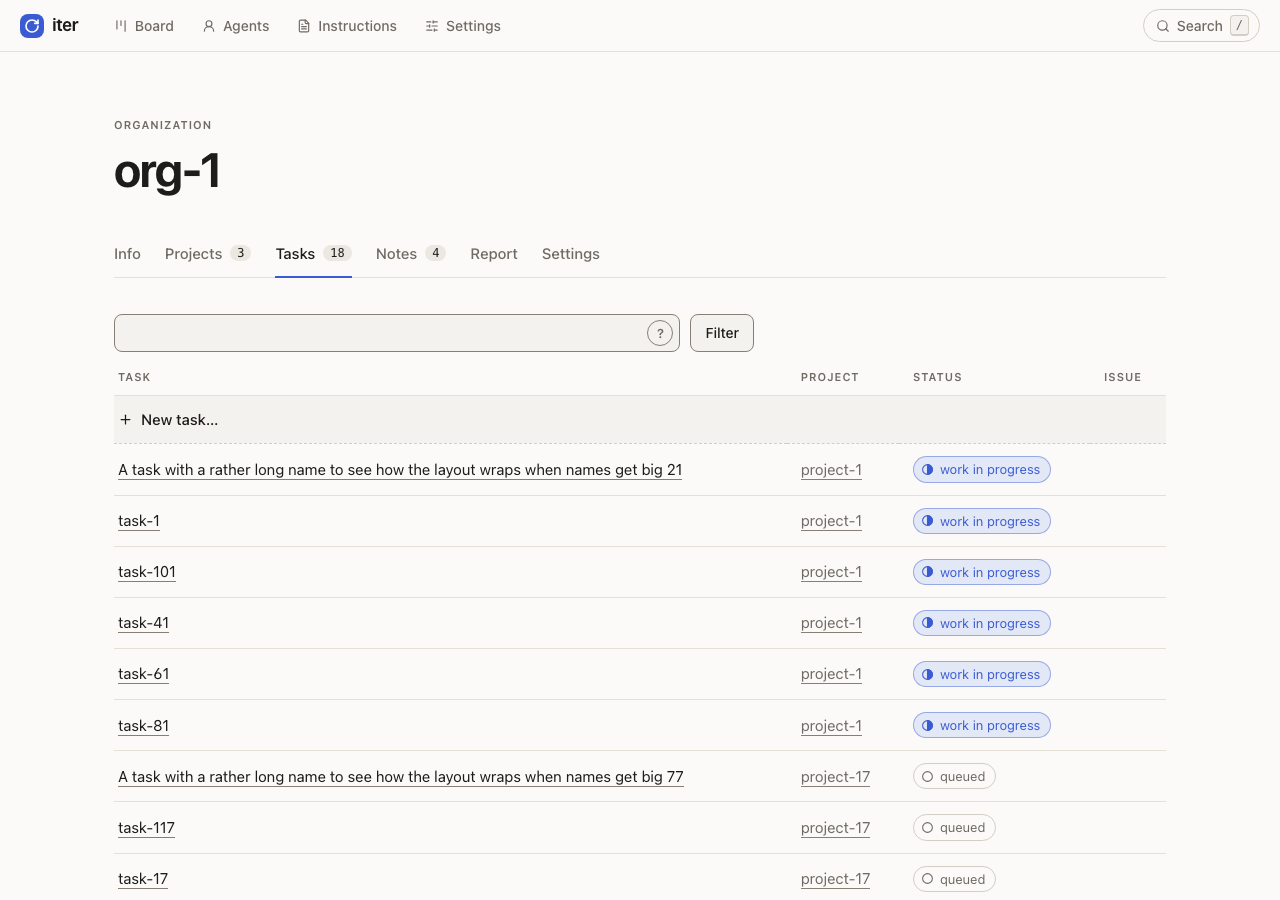 iter Board Agents Instructions Settings Search /
ORGANIZATION
org-1
Info Projects 3 Tasks 18 Notes 4 Report Settings
? Filter
TASK PROJECT STATUS ISSUE
+ New task...
A task with a rather long name to see how the layout wraps when names get big 21 project-1 work in progress
task-1 project-1 work in progress
task-101 project-1 work in progress
task-41 project-1 work in progress
task-61 project-1 work in progress
task-81 project-1 work in progress
A task with a rather long name to see how the layout wraps when names get big 77 project-17 queued
task-117 project-17 queued
task-17 project-17 queued